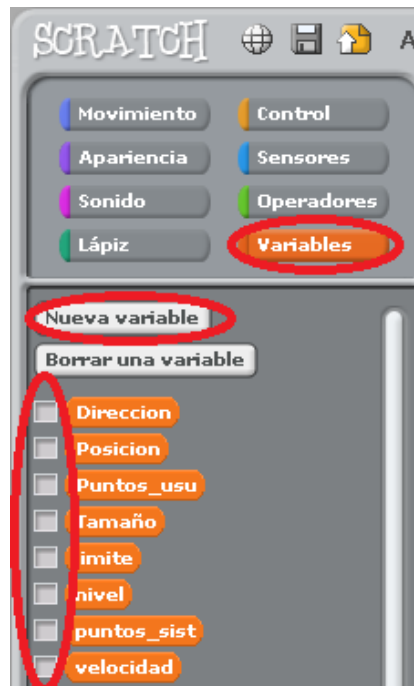 SCRATCH A
Movimiento Control
Apariencia Sensores
Sonido Operadores
Lápiz Variables
Nueva variable
Borrar una variable
Direccion
Posicion
Puntos_usu
Tamaño
limite
nivel
puntos_sist
velocidad